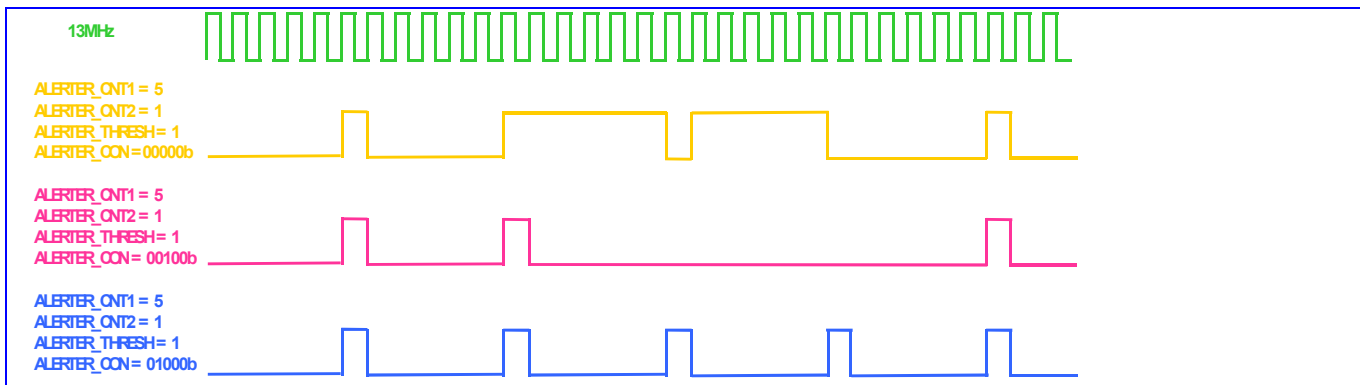 13MHz
ALERTER_CNT1 = 5
ALERTER_CNT2 = 1
ALERTER_THRESH = 1
ALERTER_CON = 00000b
ALERTER_CNT1 = 5
ALERTER_CNT2 = 1
ALERTER_THRESH = 1
ALERTER_CON = 00100b
ALERTER_CNT1 = 5
ALERTER_CNT2 = 1
ALERTER_THRESH = 1
ALERTER_CON = 01000b